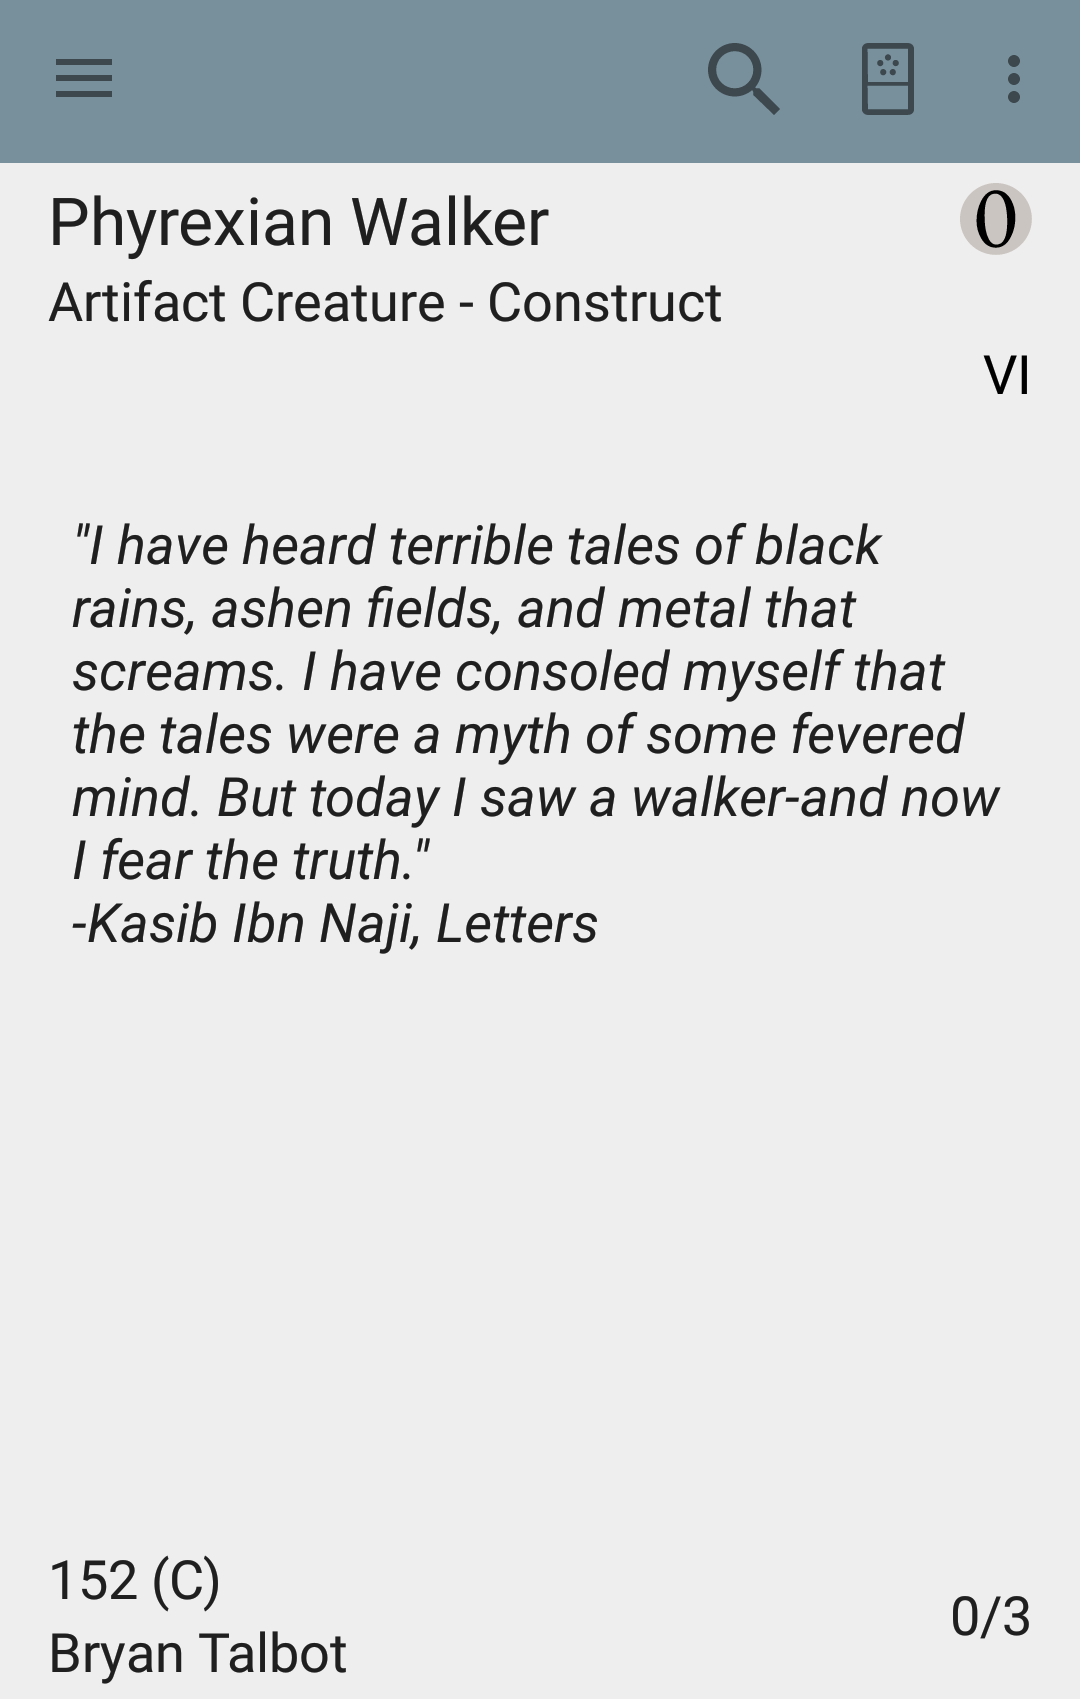 Phyrexian Walker
0
Artifact Creature - Construct
VI
"I have heard terrible tales of black
rains, ashen fields, and metal that
screams. I have consoled myself that
the tales were a myth of some fevered
mind. But today I saw a walker-and now
I fear the truth."
-Kasib Ibn Naji, Letters
152 (C)
0/3
Bryan Talbot